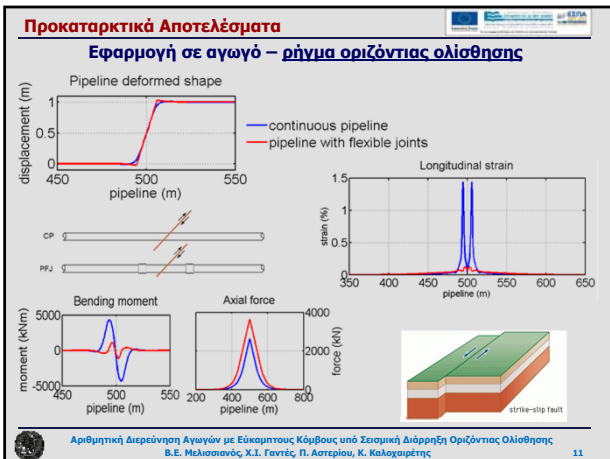 Προκαταρκτικά Αποτελέσματα
ΕΣΠΑ
Εφαρμογή σε αγωγό – ρήγμα οριζόντιας ολίσθησης
Pipeline deformed shape
displacement (m)
1
0.5
0
450 500 550
pipeline (m)
continuous pipeline
pipeline with flexible joints
Longitudinal strain
strain (%)
1.5
1
0.5
0
350 400 450 500 550 600 650
pipeline (m)
CP
PFJ
Bending moment
moment (kNm)
5000
0
-5000
450 500 550
pipeline (m)
Axial force
4000
2000
0
force (kN)
200 400 600 800
pipeline (m)
strike-slip fault
Αριθμητική Διερεύνηση Αγωγών με Εύκαμπτους Κόμβους υπό Σεισμική Διάρρηξη Οριζόντιας Ολίσθησης
Β.Ε. Μελισσιανός, Χ.Ι. Γαντές, Π. Αστερίου, Κ. Καλοχαιρέτης
11